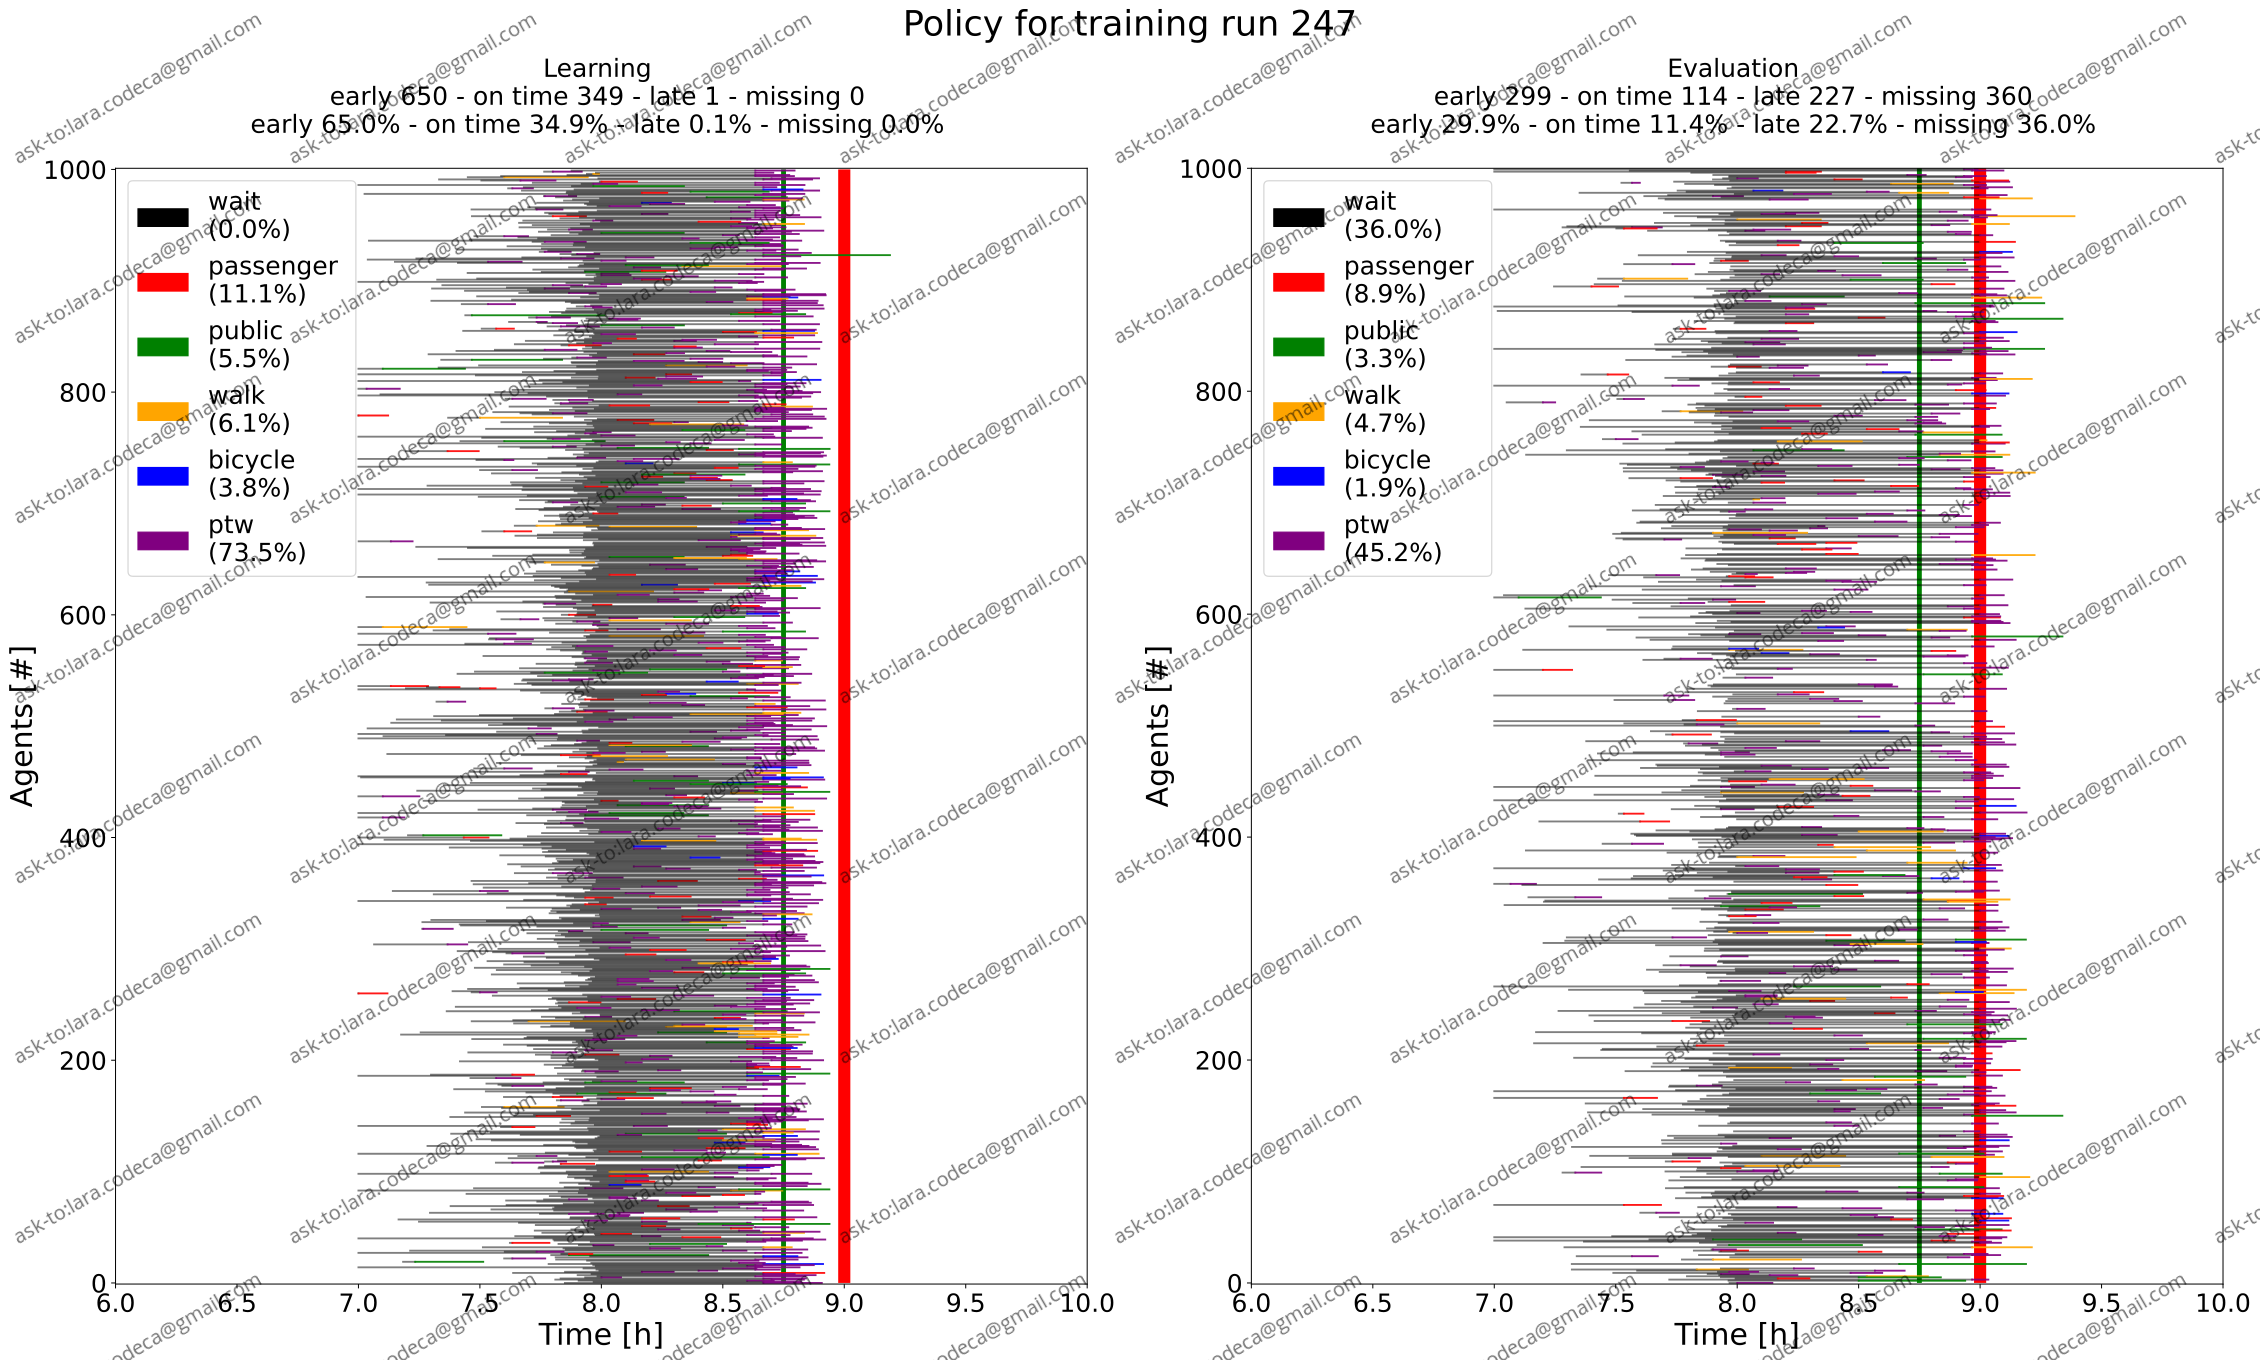 Policy for training run 247
Learning
early 650 - on time 349 - late 1 - missing 0
early 65.0% - on time 34.9% - late 0.1% - missing 0.0%
1000
800
600
400
200
0
Agents [#]
wait
(0.0%)
passenger
(11.1%)
public
(5.5%)
walk
(6.1%)
bicycle
(3.8%)
ptw
(73.5%)
6.0 6.5 7.0 7.5 8.0 8.5 9.0 9.5 10.0
Time [h]
Evaluation
early 299 - on time 114 - late 227 - missing 360
early 29.9% - on time 11.4% - late 22.7% - missing 36.0%
1000
800
600
400
200
0
Agents [#]
wait
(36.0%)
passenger
(8.9%)
public
(3.3%)
walk
(4.7%)
bicycle
(1.9%)
ptw
(45.2%)
6.0 6.5 7.0 7.5 8.0 8.5 9.0 9.5 10.0
Time [h]
ask-to:lara.codeca@gmail.com